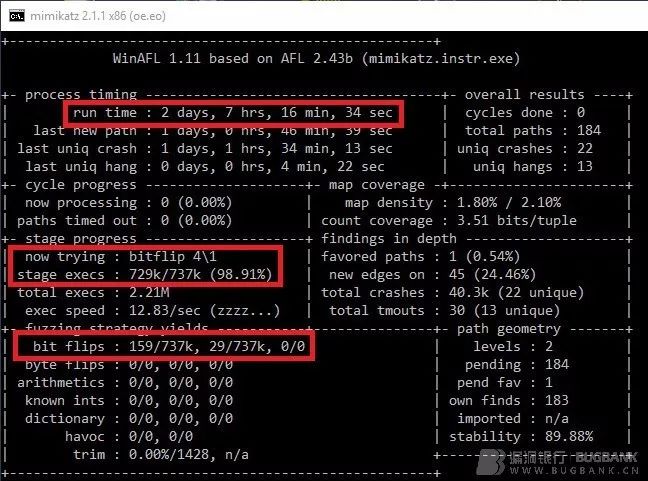 mimikatz 2.1.1 x86 (oe.eo)
WinAFL 1.11 based on AFL 2.43b (mimikatz.instr.exe)
+- process timing -------------------------------------+- overall results ----+
| run time : 2 days, 7 hrs, 16 min, 34 sec | cycles done : 0 |
| last new path : 1 days, 0 hrs, 46 min, 39 sec | total paths : 184 |
| last uniq crash : 1 days, 1 hrs, 34 min, 13 sec | uniq crashes : 22 |
| last uniq hang : 0 days, 0 hrs, 4 min, 22 sec | uniq hangs : 13 |
+- cycle progress --------------------+- map coverage -+----------------------+
| now processing : 0 (0.00%) | map density : 1.80% / 2.10% |
| paths timed out : 0 (0.00%) | count coverage : 3.51 bits/tuple |
+- stage progress --------------------+ findings in depth --------------------+
| now trying : bitflip 4\1 | favored paths : 1 (0.54%) |
| stage execs : 729k/737k (98.91%) | new edges on : 45 (24.46%) |
| total execs : 2.21M | total crashes : 40.3k (22 unique) |
| exec speed : 12.83/sec (zzzz...) | total tmouts : 30 (13 unique) |
+- fuzzing strategy yields -----------+---------------+- path geometry --------+
| bit flips : 159/737k, 29/737k, 0/0 | levels : 2 |
| byte flips : 0/0, 0/0, 0/0 | pending : 184 |
| arithmetics : 0/0, 0/0, 0/0 | pend fav : 1 |
| known ints : 0/0, 0/0, 0/0 | own finds : 183 |
| dictionary : 0/0, 0/0, 0/0 | imported : n/a |
| havoc : 0/0, 0/0 | stability : 89.88% |
| trim : 0.00%/1428, n/a
漏洞银行 BUGBANK
WWW.BUGBANK.CN